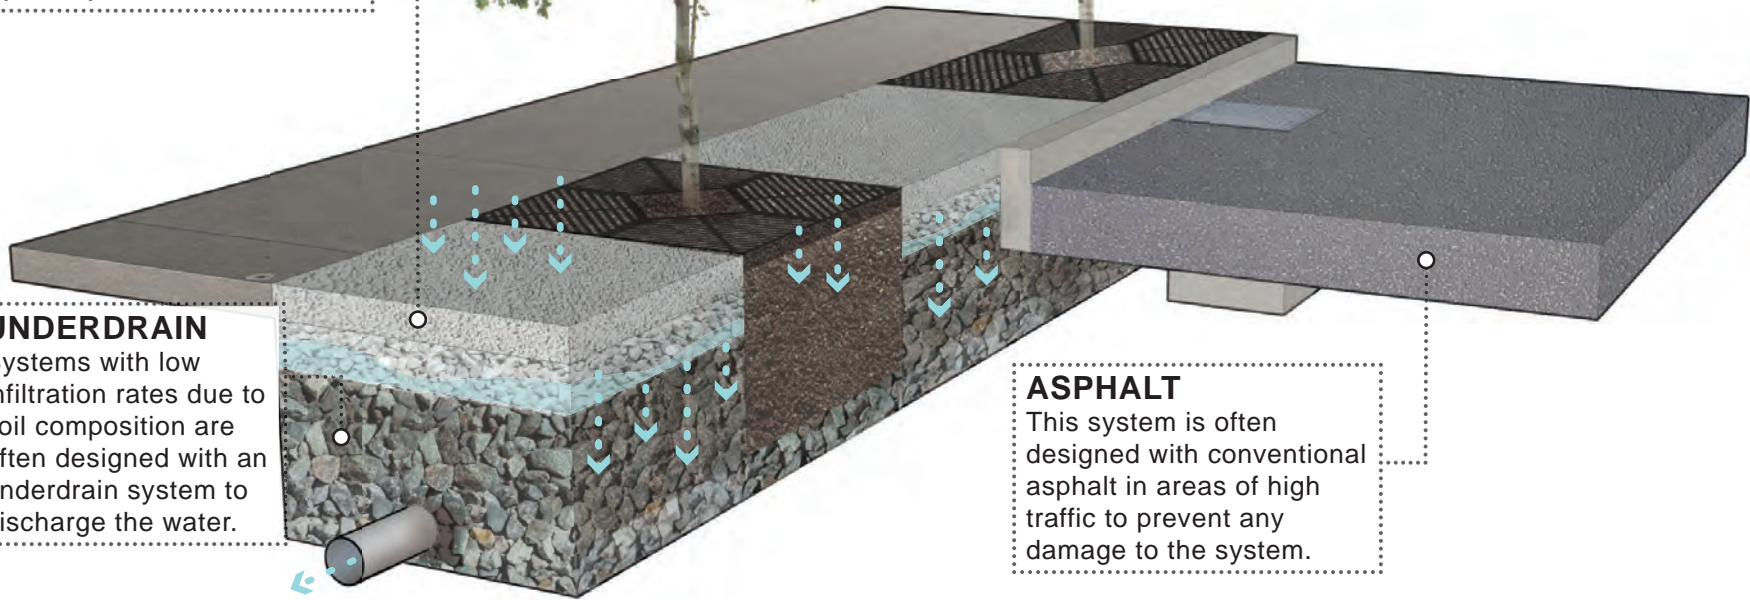 UNDERDRAIN
ystems with low
nfiltration rates due to
oil composition are
ften designed with an
nderdrain system to
ischarge the water.
ASPHALT
This system is often
designed with conventional
asphalt in areas of high
traffic to prevent any
damage to the system.